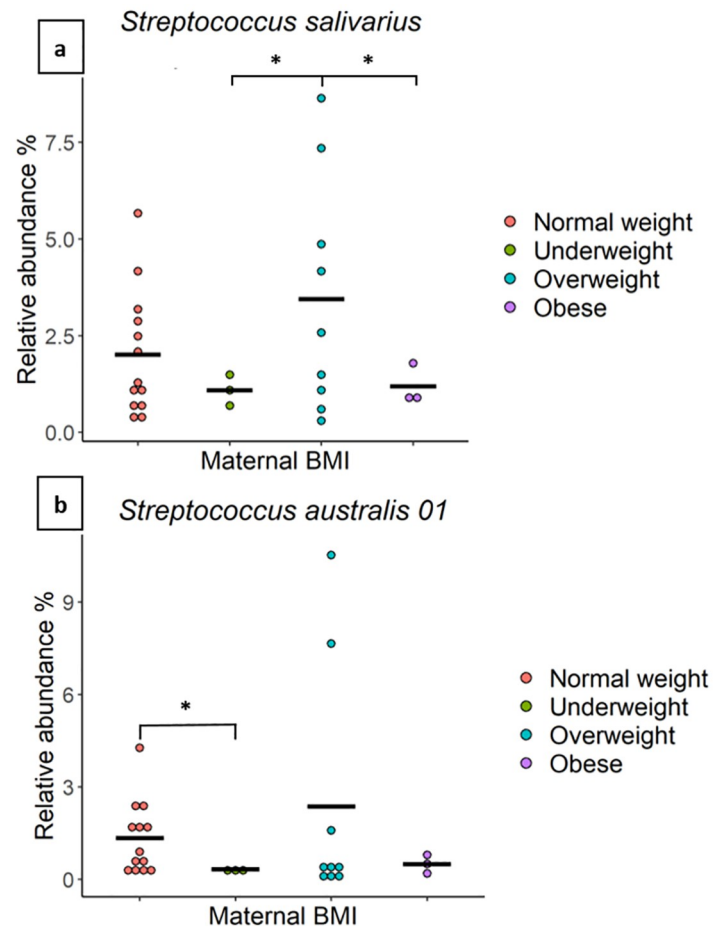 Streptococcus salivarius
a
* *
Relative abundance %
7.5
5.0
2.5
0.0
Maternal BMI
Normal weight
Underweight
Overweight
Obese
b
Streptococcus australis 01
*
Relative abundance %
9
6
3
0
Maternal BMI
Normal weight
Underweight
Overweight
Obese